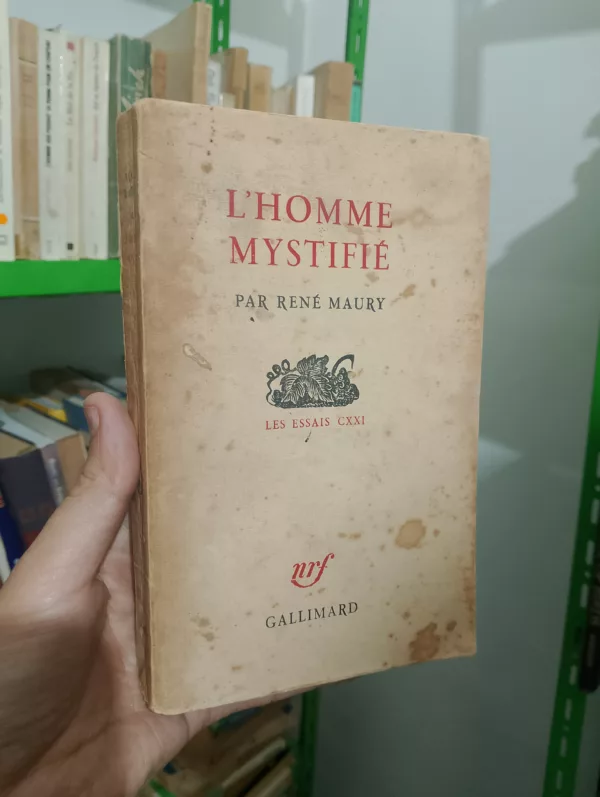 L'HOMME
MYSTIFIÉ
PAR RENÉ MAURY
LES ESSAIS CXXI
nrf
GALLIMARD